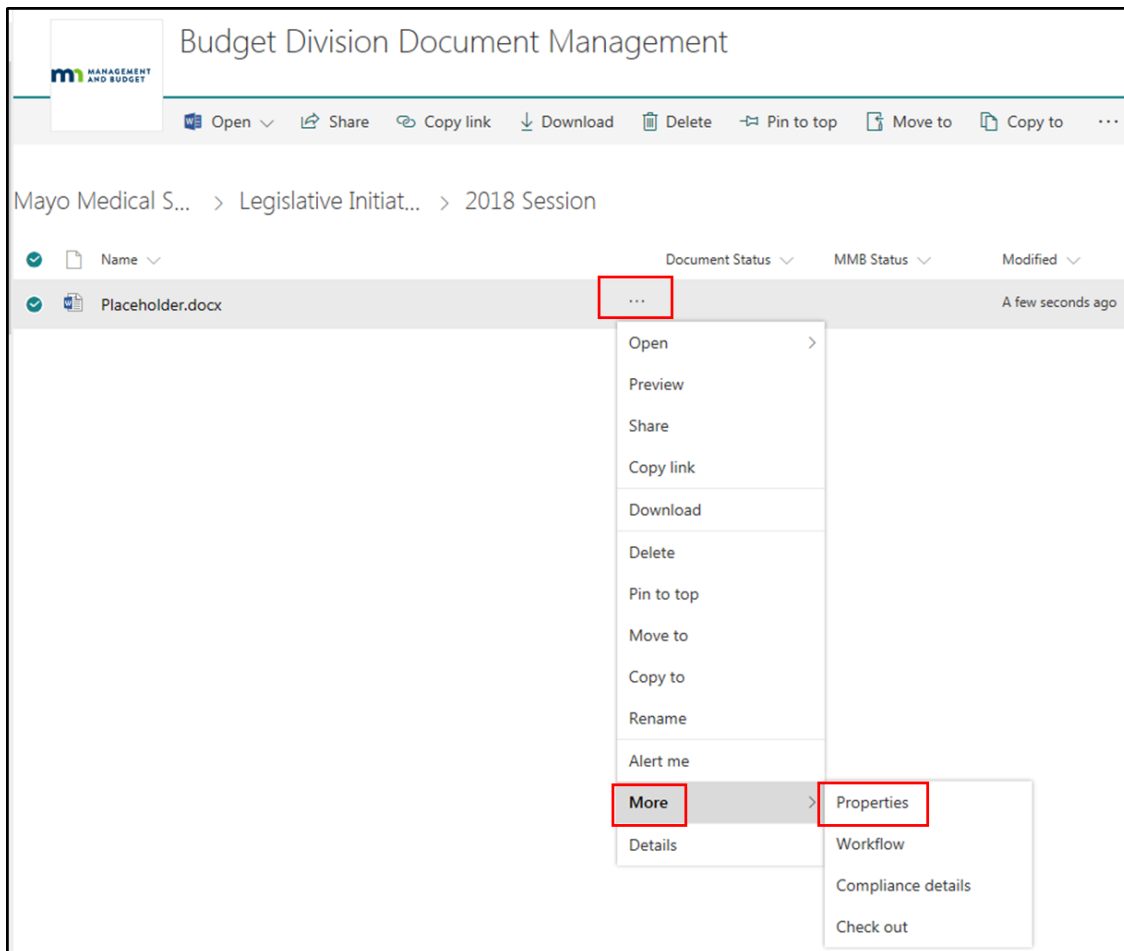 Budget Division Document Management
mn MANAGEMENT
AND BUDGET
Open Share Copy link Download Delete Pin to top Move to Copy to ...
Mayo Medical S... > Legislative Initiat... > 2018 Session
Name Document Status MMB Status Modified
Placeholder.docx ... A few seconds ago
Open
Preview
Share
Copy link
Download
Delete
Pin to top
Move to
Copy to
Rename
Alert me
More > Properties
Details
Workflow
Compliance details
Check out